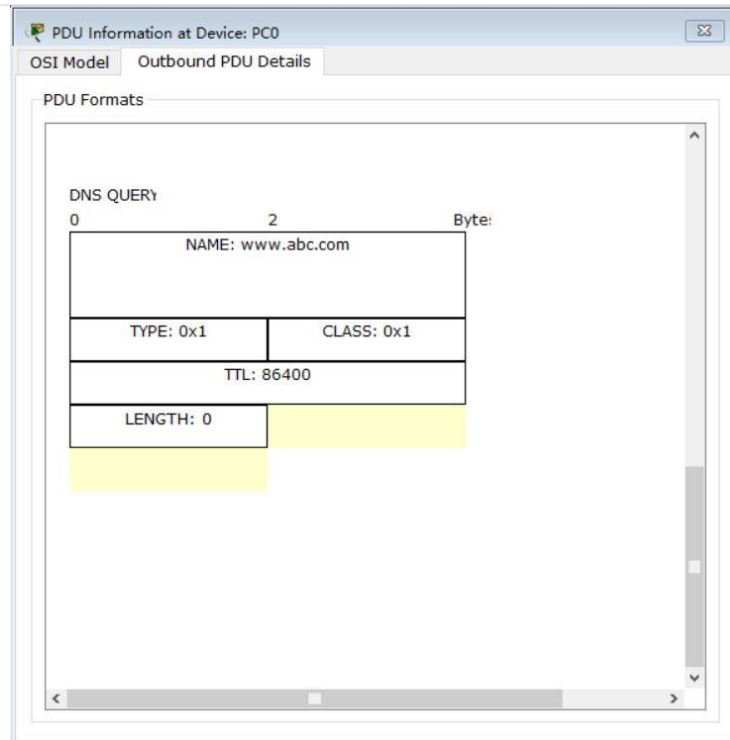 PDU Information at Device: PC0
OSI Model Outbound PDU Details
PDU Formats
DNS QUERY
0 2 Byte:
NAME: www.abc.com
TYPE: 0x1 CLASS: 0x1
TTL: 86400
LENGTH: 0